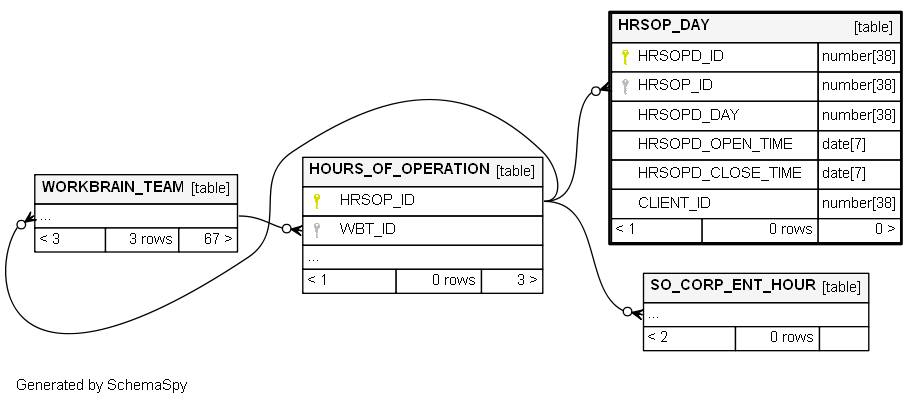 HRSOP_DAY [table]
HRSOPD_ID number[38]
HRSOP_ID number[38]
HRSOPD_DAY number[38]
HRSOPD_OPEN_TIME date[7]
HRSOPD_CLOSE_TIME date[7]
CLIENT_ID number[38]
< 1 0 rows 0 >
HOURS_OF_OPERATION [table]
HRSOP_ID
WBT_ID
...
< 1 0 rows 3 >
WORKBRAIN_TEAM [table]
...
< 3 3 rows 67 >
SO_CORP_ENT_HOUR [table]
...
< 2 0 rows
Generated by SchemaSpy